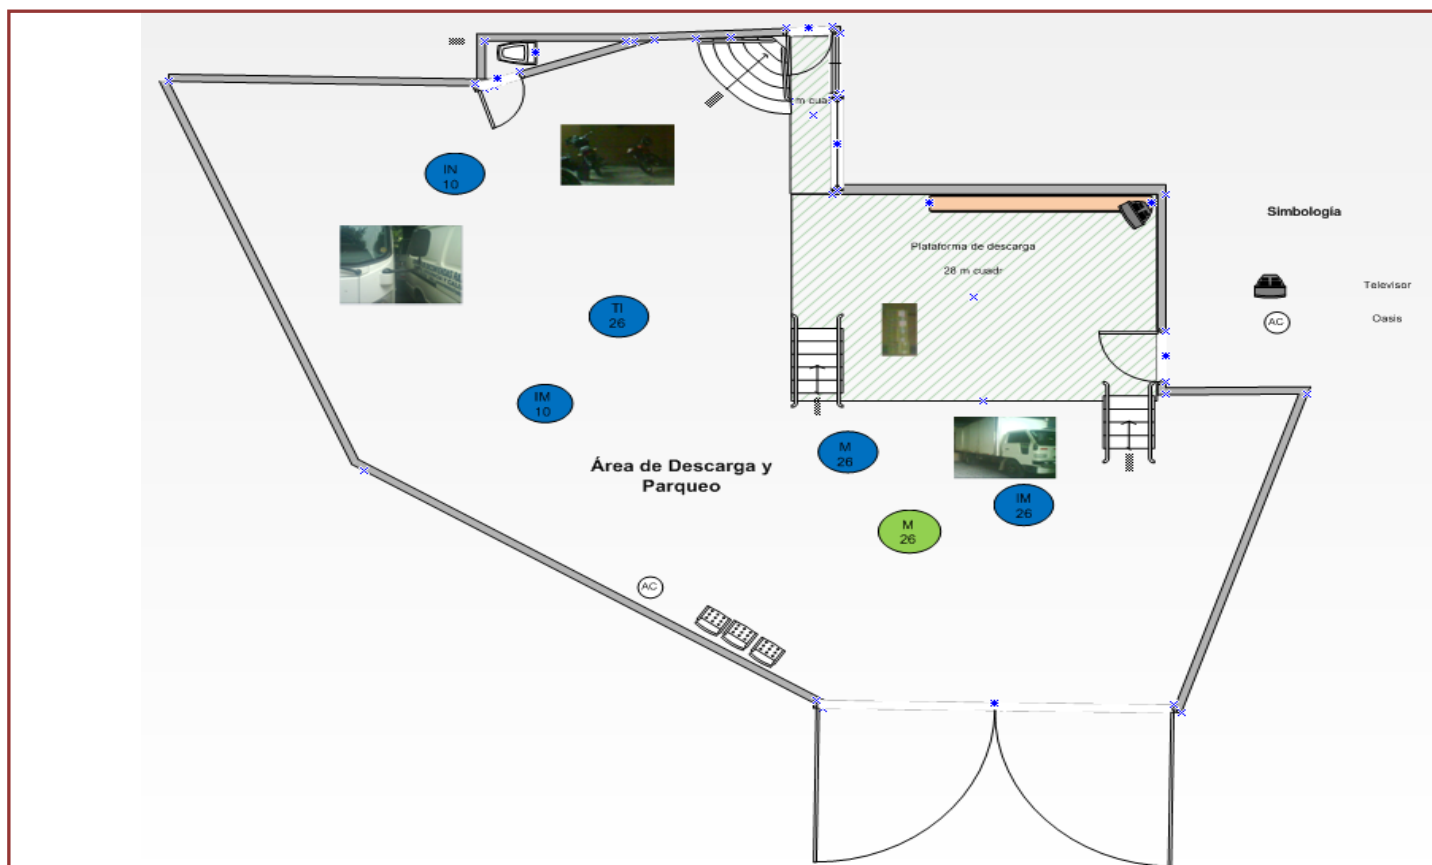 m cua
IN
10
Simbología
Plataforma de descarga
28 m cuadr
Televisor
TI
26
AC
Oasis
IM
10
M
26
Área de Descarga y
Parqueo
IM
26
M
26
AC